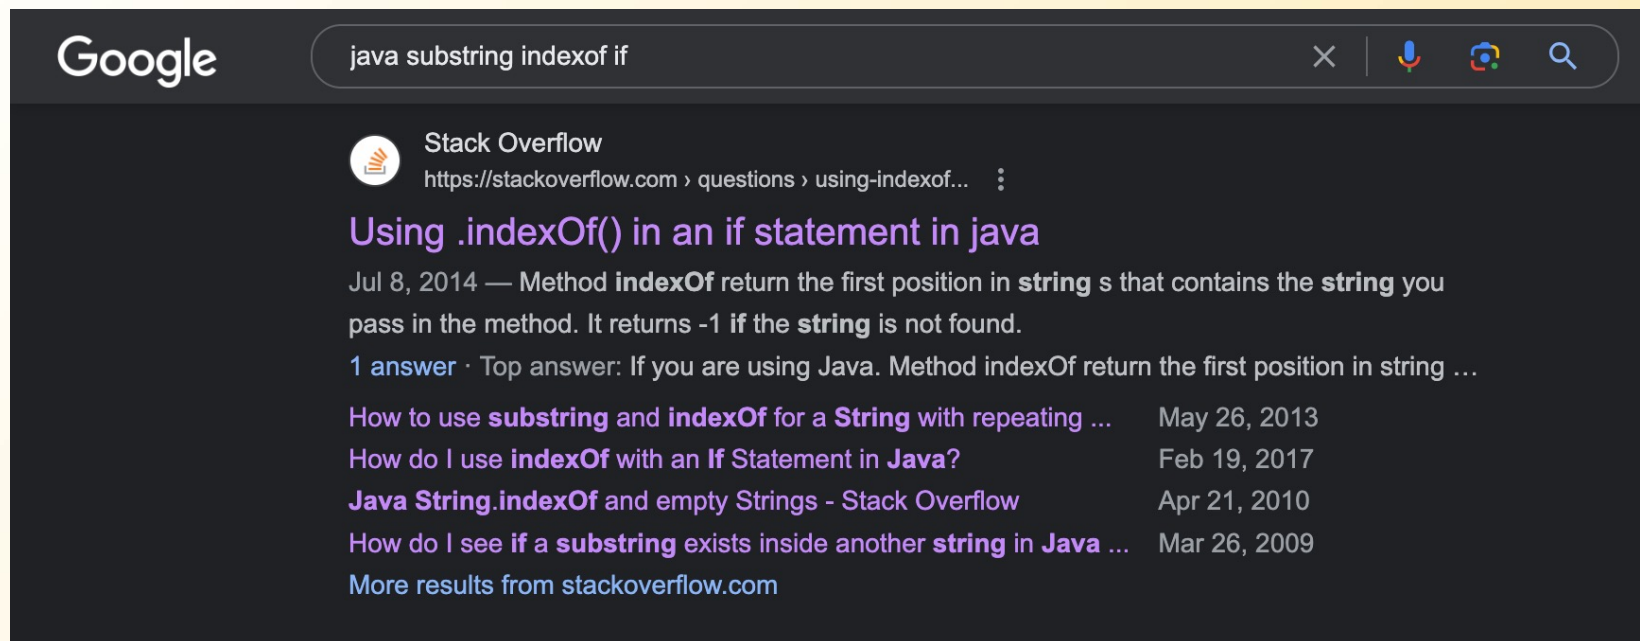 Google
java substring indexof if
Stack Overflow
https://stackoverflow.com › questions › using-indexof...
Using .indexOf() in an if statement in java
Jul 8, 2014 — Method indexOf return the first position in string s that contains the string you
pass in the method. It returns -1 if the string is not found.
1 answer · Top answer: If you are using Java. Method indexOf return the first position in string …
How to use substring and indexOf for a String with repeating ... May 26, 2013
How do I use indexOf with an If Statement in Java? Feb 19, 2017
Java String.indexOf and empty Strings - Stack Overflow Apr 21, 2010
How do I see if a substring exists inside another string in Java ... Mar 26, 2009
More results from stackoverflow.com